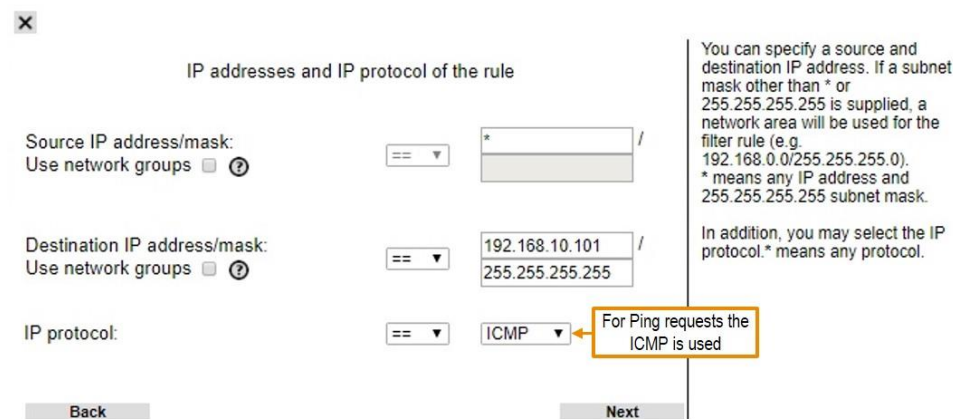 ×
IP addresses and IP protocol of the rule
Source IP address/mask:
== ▼
* /
Use network groups ?
Destination IP address/mask:
== ▼
192.168.10.101 /
Use network groups ?
255.255.255.255
IP protocol:
== ▼
ICMP ▼
For Ping requests the
ICMP is used
Back
Next
You can specify a source and
destination IP address. If a subnet
mask other than * or
255.255.255.255 is supplied, a
network area will be used for the
filter rule (e.g.
192.168.0.0/255.255.255.0).
* means any IP address and
255.255.255.255 subnet mask.
In addition, you may select the IP
protocol.* means any protocol.